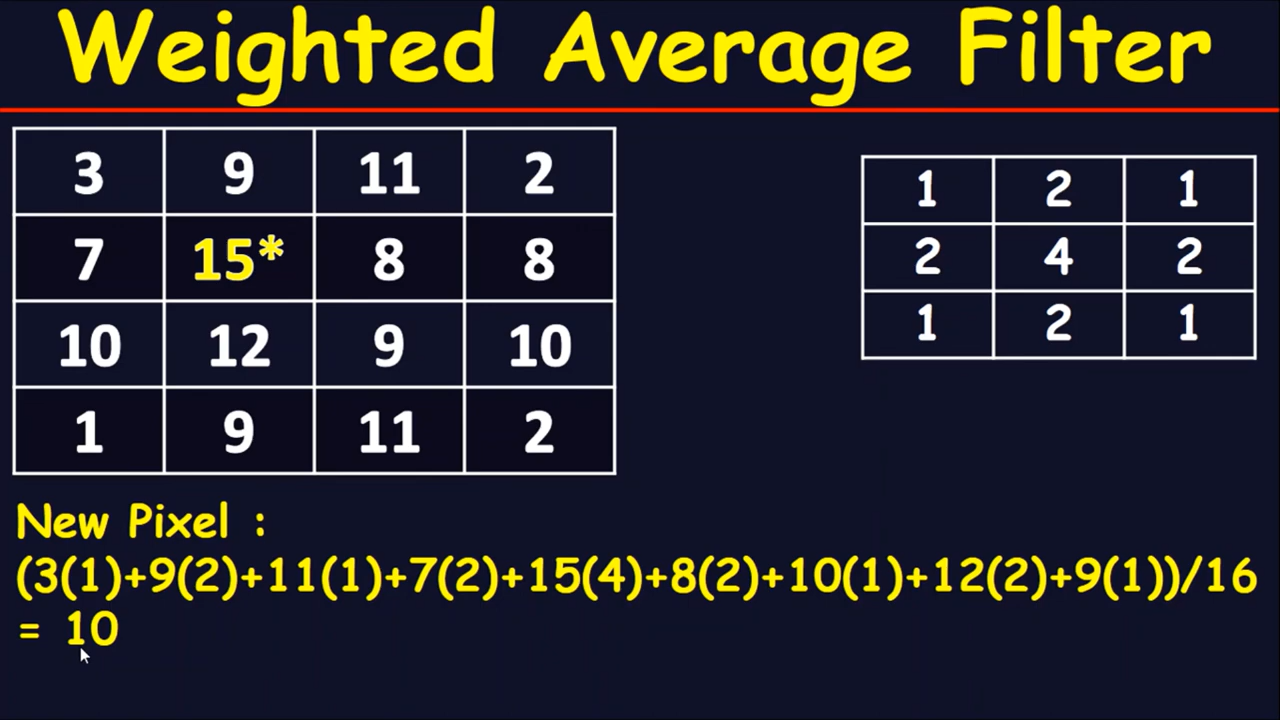 Weighted Average Filter
3 9 11 2
7 15* 8 8
10 12 9 10
1 9 11 2
1 2 1
2 4 2
1 2 1
New Pixel :
(3(1)+9(2)+11(1)+7(2)+15(4)+8(2)+10(1)+12(2)+9(1))/16
= 10